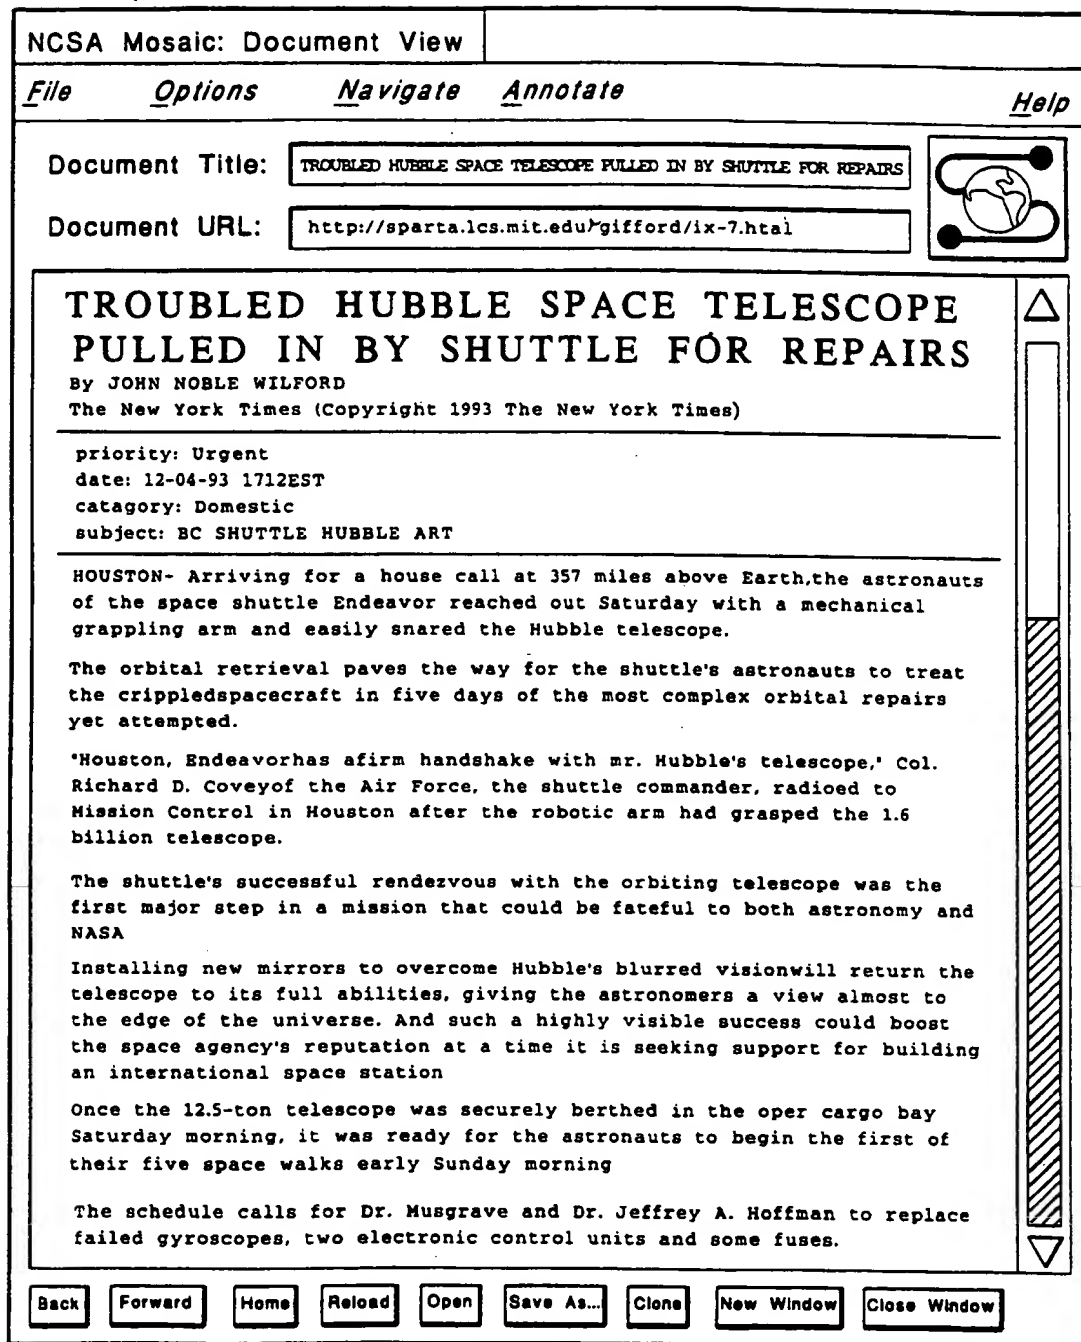 NCSA Mosaic: Document View
File Options Navigate Annotate Help
Document Title: TROUBLED HUBBLE SPACE TELESCOPE PULLED IN BY SHUTTLE FOR REPAIRS
Document URL: http://sparta.lcs.mit.edu/~gifford/ix-7.htal
TROUBLED HUBBLE SPACE TELESCOPE
PULLED IN BY SHUTTLE FOR REPAIRS
By JOHN NOBLE WILFORD
The New York Times (Copyright 1993 The New York Times)
priority: Urgent
date: 12-04-93 1712EST
catagory: Domestic
subject: BC SHUTTLE HUBBLE ART
HOUSTON- Arriving for a house call at 357 miles above Earth,the astronauts
of the space shuttle Endeavor reached out Saturday with a mechanical
grappling arm and easily snared the Hubble telescope.
The orbital retrieval paves the way for the shuttle's astronauts to treat
the crippledspacecraft in five days of the most complex orbital repairs
yet attempted.
"Houston, Endeavorhas afirm handshake with mr. Hubble's telescope," Col.
Richard D. Coveyof the Air Force, the shuttle commander, radioed to
Mission Control in Houston after the robotic arm had grasped the 1.6
billion telescope.
The shuttle's successful rendezvous with the orbiting telescope was the
first major step in a mission that could be fateful to both astronomy and
NASA
Installing new mirrors to overcome Hubble's blurred visionwill return the
telescope to its full abilities, giving the astronomers a view almost to
the edge of the universe. And such a highly visible success could boost
the space agency's reputation at a time it is seeking support for building
an international space station
Once the 12.5-ton telescope was securely berthed in the oper cargo bay
Saturday morning, it was ready for the astronauts to begin the first of
their five space walks early Sunday morning
The schedule calls for Dr. Musgrave and Dr. Jeffrey A. Hoffman to replace
failed gyroscopes, two electronic control units and some fuses.
Back Forward Home Reload Open Save As... Clone New Window Close Window